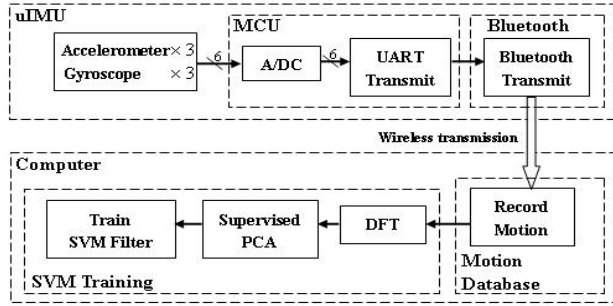 uIMU
MCU
Bluetooth
Accelerometer × 3
Gyroscope × 3
6
A/DC
6
UART
Transmit
Bluetooth
Transmit
Wireless transmission
Computer
Train
SVM Filter
Supervised
PCA
DFT
Record
Motion
SVM Training
Motion
Database